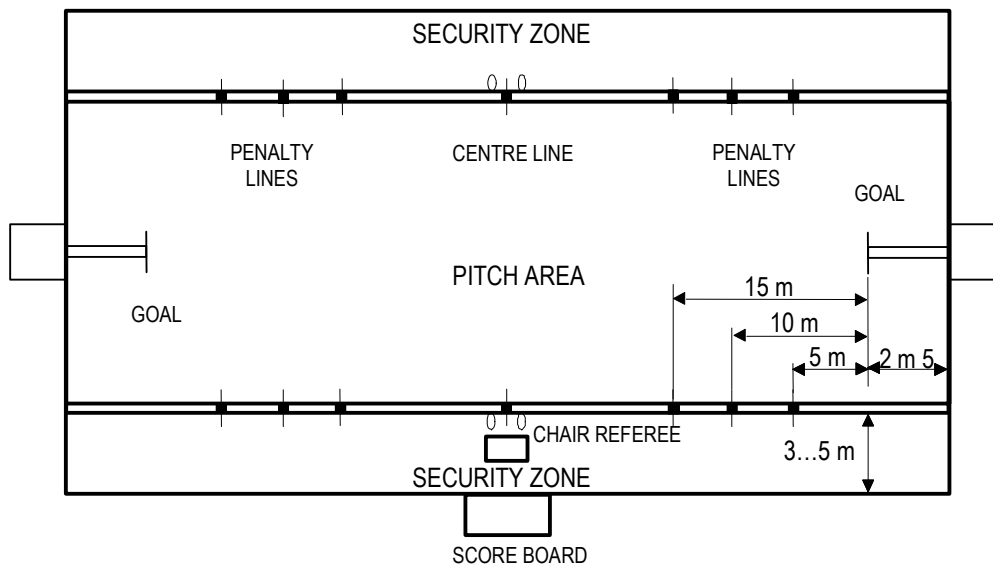 SECURITY ZONE
PENALTY
LINES
CENTRE LINE
PENALTY
LINES
GOAL
PITCH AREA
15 m
GOAL
10 m
5 m
2 m 5
CHAIR REFEREE
3...5 m
SECURITY ZONE
SCORE BOARD